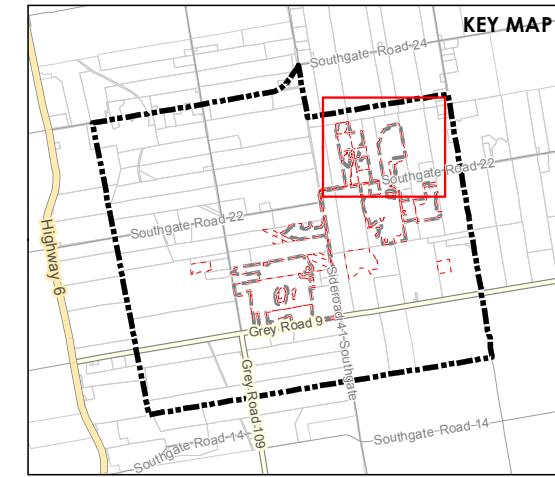 KEY MAP
Southgate Road 24
Southgate Road 22
Southgate Road 22
Highway 6
Sideroad 41 Southgate
Grey Road 9
Grey Road 109
Southgate Road 14
Southgate Road 14